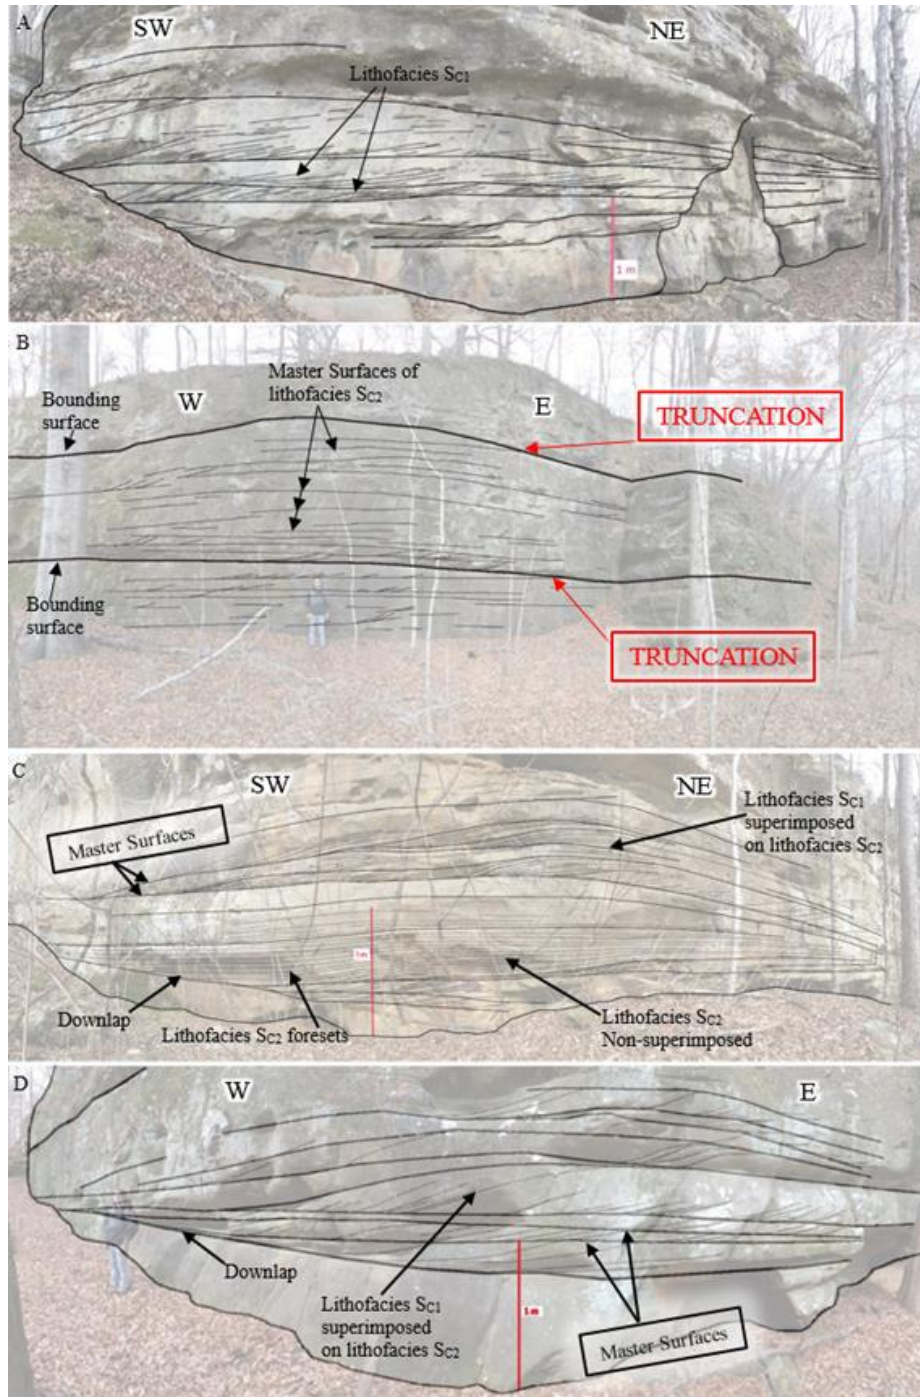 A
SW
NE
Lithofacies SC1
1 m
B
W
E
Master Surfaces of
lithofacies SC2
Bounding
surface
TRUNCATION
Bounding
surface
TRUNCATION
C
SW
NE
Lithofacies SC1
superimposed
on lithofacies SC2
Master Surfaces
1m
Downlap
Lithofacies SC2 foresets
Lithofacies SC2
Non-superimposed
D
W
E
Downlap
Lithofacies SC1
superimposed
on lithofacies SC2
1m
Master Surfaces